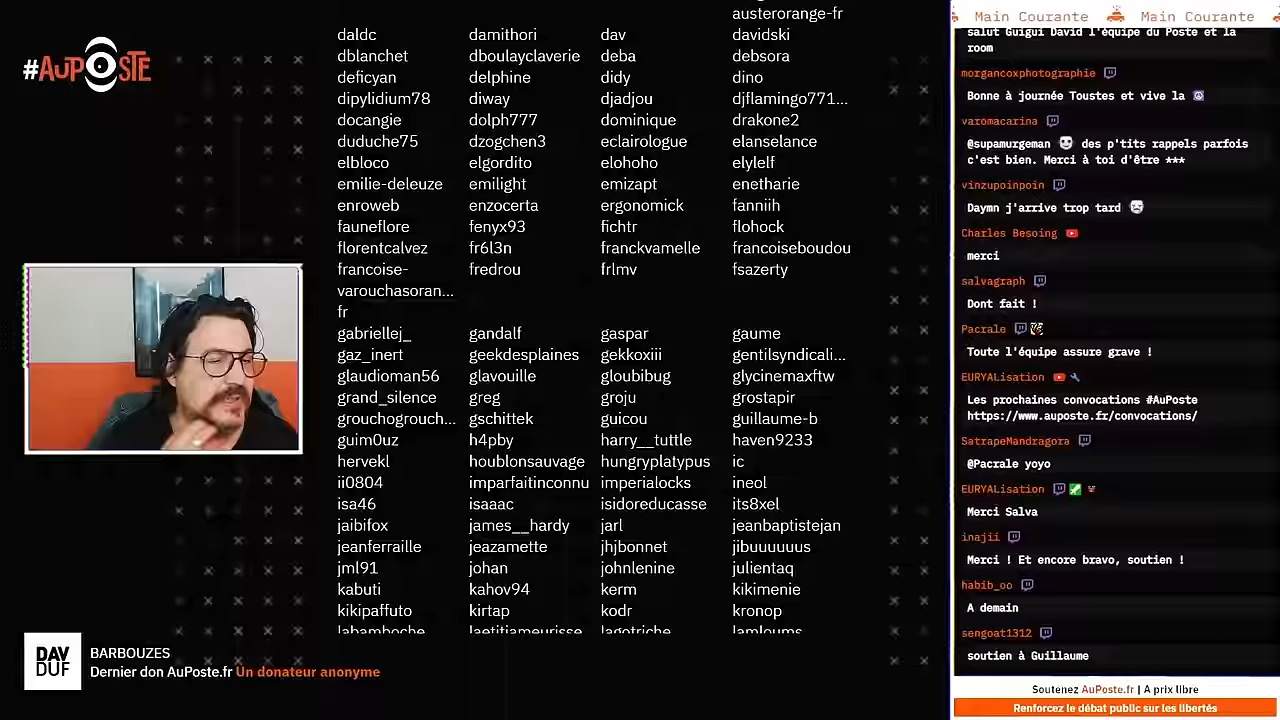 #AUPOSTE
austerorange-fr
daldc damithori dav davidski
dblanchet dboulayclaverie deba debsora
deficyan delphine didy dino
dipylidium78 diway djadjou djflamingo771...
docangie dolph777 dominique drakone2
duduche75 dzogchen3 eclairologue elanselance
elbloco elgordito elohoho elylelf
emilie-deleuze emilight emizapt enetharie
enroweb enzocerta ergonomick fannih
fauneflore fenyx93 fichtr flohock
florentcalvez fr6l3n franckvamelle francoiseboudou
francoise- fredrou frlmv fsazerty
varouchasoran...
fr
gabriellej_ gandalf gaspar gaume
gaz_inert geekdesplaines gekkoxiii gentilsyndicali...
glaudioman56 glavouille gloubibug glycinemaxftw
grand_silence greg groju grostapir
grouchogrouch... gschittek guicou guillaume-b
guim0uz h4pby harry__tuttle haven9233
hervekl houblonsauvage hungryplatypus ic
ii0804 imparfaitinconnu imperialocks ineol
isa46 isaaac isidoreducasse its8xel
jaibifox james__hardy jarl jeanbaptistejan
jeanferraille jeazamette jhjbonnet jibuuuuuus
jml91 johan johnlenine julientaq
kabuti kahov94 kerm kikimenie
kikipaffuto kirtap kodr kronop
labamboche laetitiameurisse lagotriche lamloums
DAV
DUF
BARBOUZES
Dernier don AuPoste.fr Un donateur anonyme
Main Courante Main Courante
salut Guigui David l'équipe du Poste et la
room
morgancoxphotographie
Bonne à journée Toustes et vive la
varomacarina
@supamurgeman des p'tits rappels parfois
c'est bien. Merci à toi d'être ***
vinzupoinpoin
Daymn j'arrive trop tard
Charles Besoing
merci
salvagraph
Dont fait !
Pacrale
Toute l'équipe assure grave !
EURYALisation
Les prochaines convocations #AuPoste
https://www.auposte.fr/convocations/
SatrapeMandragora
@Pacrale yoyo
EURYALisation
Merci Salva
inajii
Merci ! Et encore bravo, soutien !
habib_oo
A demain
sengoat1312
soutien à Guillaume
Soutenez AuPoste.fr | A prix libre
Renforcez le débat public sur les libertés